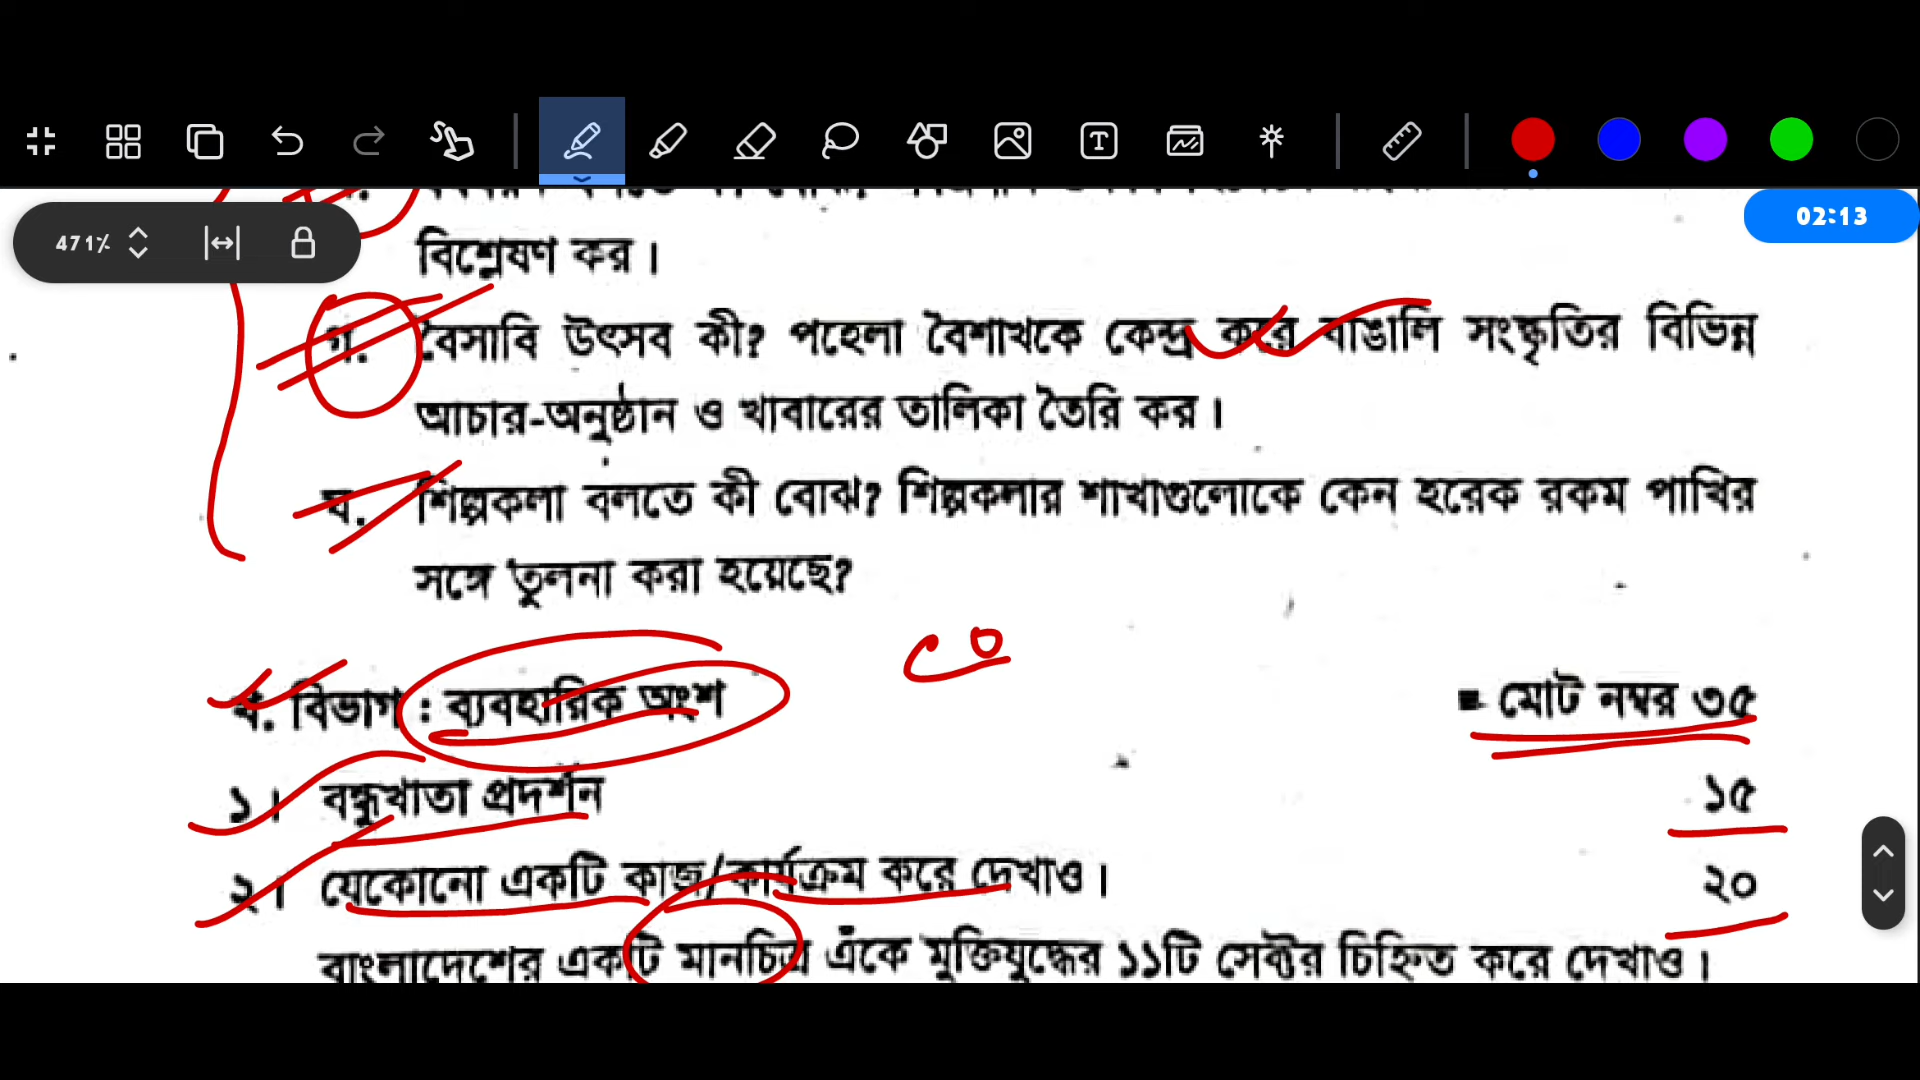 02:13
471%
বিশ্লেষণ কর।
গ. বৈসাবি উৎসব কী? পহেলা বৈশাখকে কেন্দ্র করে বাঙালি সংস্কৃতির বিভিন্ন
আচার-অনুষ্ঠান ও খাবারের তালিকা তৈরি কর।
ঘ. শিল্পকলা বলতে কী বোঝ? শিল্পকলার শাখাগুলোকে কেন হরেক রকম পাখির
সঙ্গে তুলনা করা হয়েছে?
বিভাগ : ব্যবহারিক অংশ = মোট নম্বর ৩৫
১। বন্ধুখাতা প্রদর্শন ১৫
২। যেকোনো একটি কাজ/কার্যক্রম করে দেখাও। ২০
বাংলাদেশের একটি মানচিত্র এঁকে মুক্তিযুদ্ধের ১১টি সেক্টর চিহ্নিত করে দেখাও।